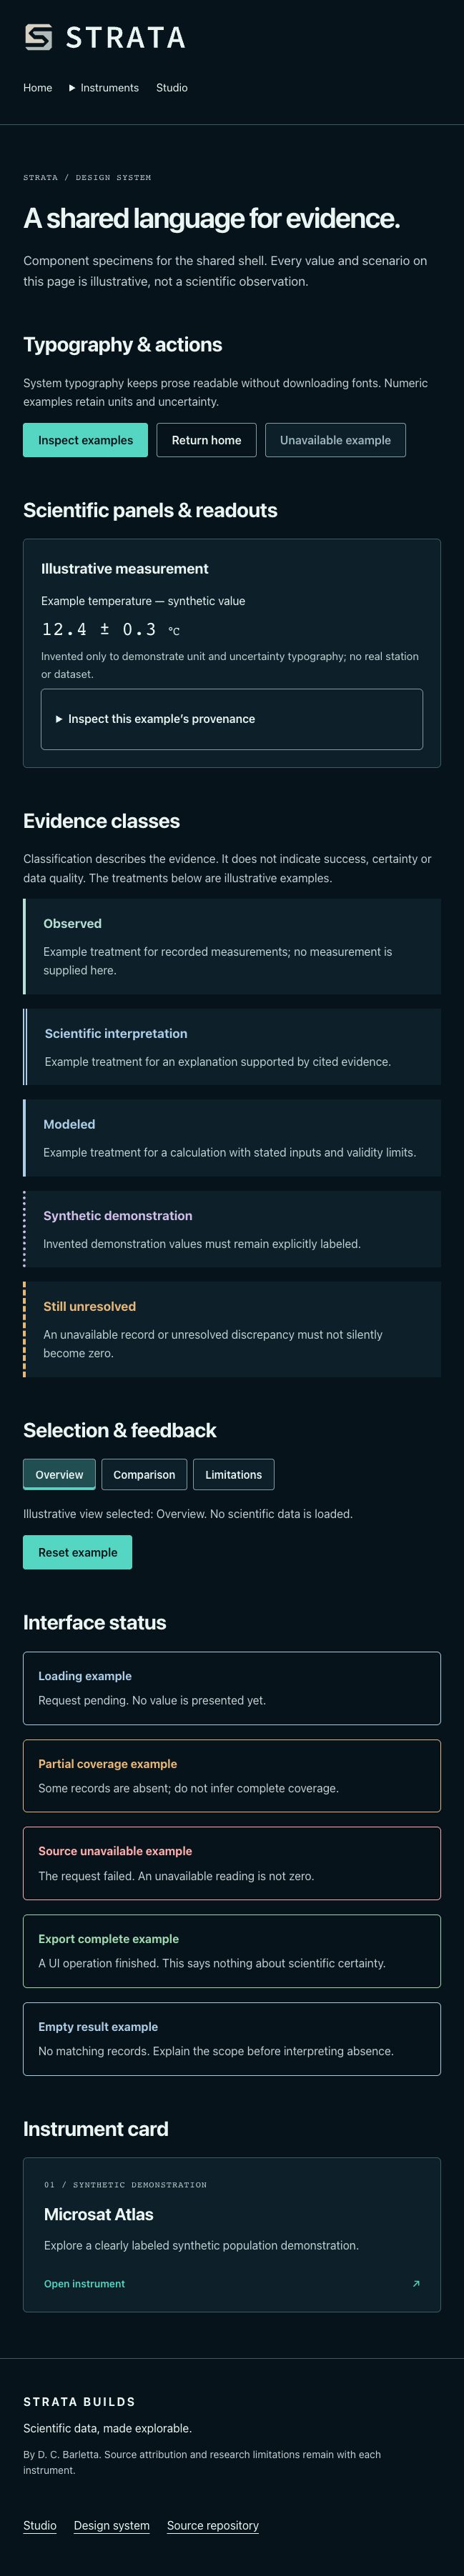 STRATA
Home ▶ Instruments Studio
STRATA / DESIGN SYSTEM
A shared language for evidence.
Component specimens for the shared shell. Every value and scenario on
this page is illustrative, not a scientific observation.
Typography & actions
System typography keeps prose readable without downloading fonts. Numeric
examples retain units and uncertainty.
Inspect examples Return home Unavailable example
Scientific panels & readouts
Illustrative measurement
Example temperature — synthetic value
12.4 ± 0.3 °C
Invented only to demonstrate unit and uncertainty typography; no real station
or dataset.
▶ Inspect this example’s provenance
Evidence classes
Classification describes the evidence. It does not indicate success, certainty or
data quality. The treatments below are illustrative examples.
Observed
Example treatment for recorded measurements; no measurement is
supplied here.
Scientific interpretation
Example treatment for an explanation supported by cited evidence.
Modeled
Example treatment for a calculation with stated inputs and validity limits.
Synthetic demonstration
Invented demonstration values must remain explicitly labeled.
Still unresolved
An unavailable record or unresolved discrepancy must not silently
become zero.
Selection & feedback
Overview Comparison Limitations
Illustrative view selected: Overview. No scientific data is loaded.
Reset example
Interface status
Loading example
Request pending. No value is presented yet.
Partial coverage example
Some records are absent; do not infer complete coverage.
Source unavailable example
The request failed. An unavailable reading is not zero.
Export complete example
A UI operation finished. This says nothing about scientific certainty.
Empty result example
No matching records. Explain the scope before interpreting absence.
Instrument card
01 / SYNTHETIC DEMONSTRATION
Microsat Atlas
Explore a clearly labeled synthetic population demonstration.
Open instrument ↗
STRATA BUILDS
Scientific data, made explorable.
By D. C. Barletta. Source attribution and research limitations remain with each
instrument.
Studio Design system Source repository